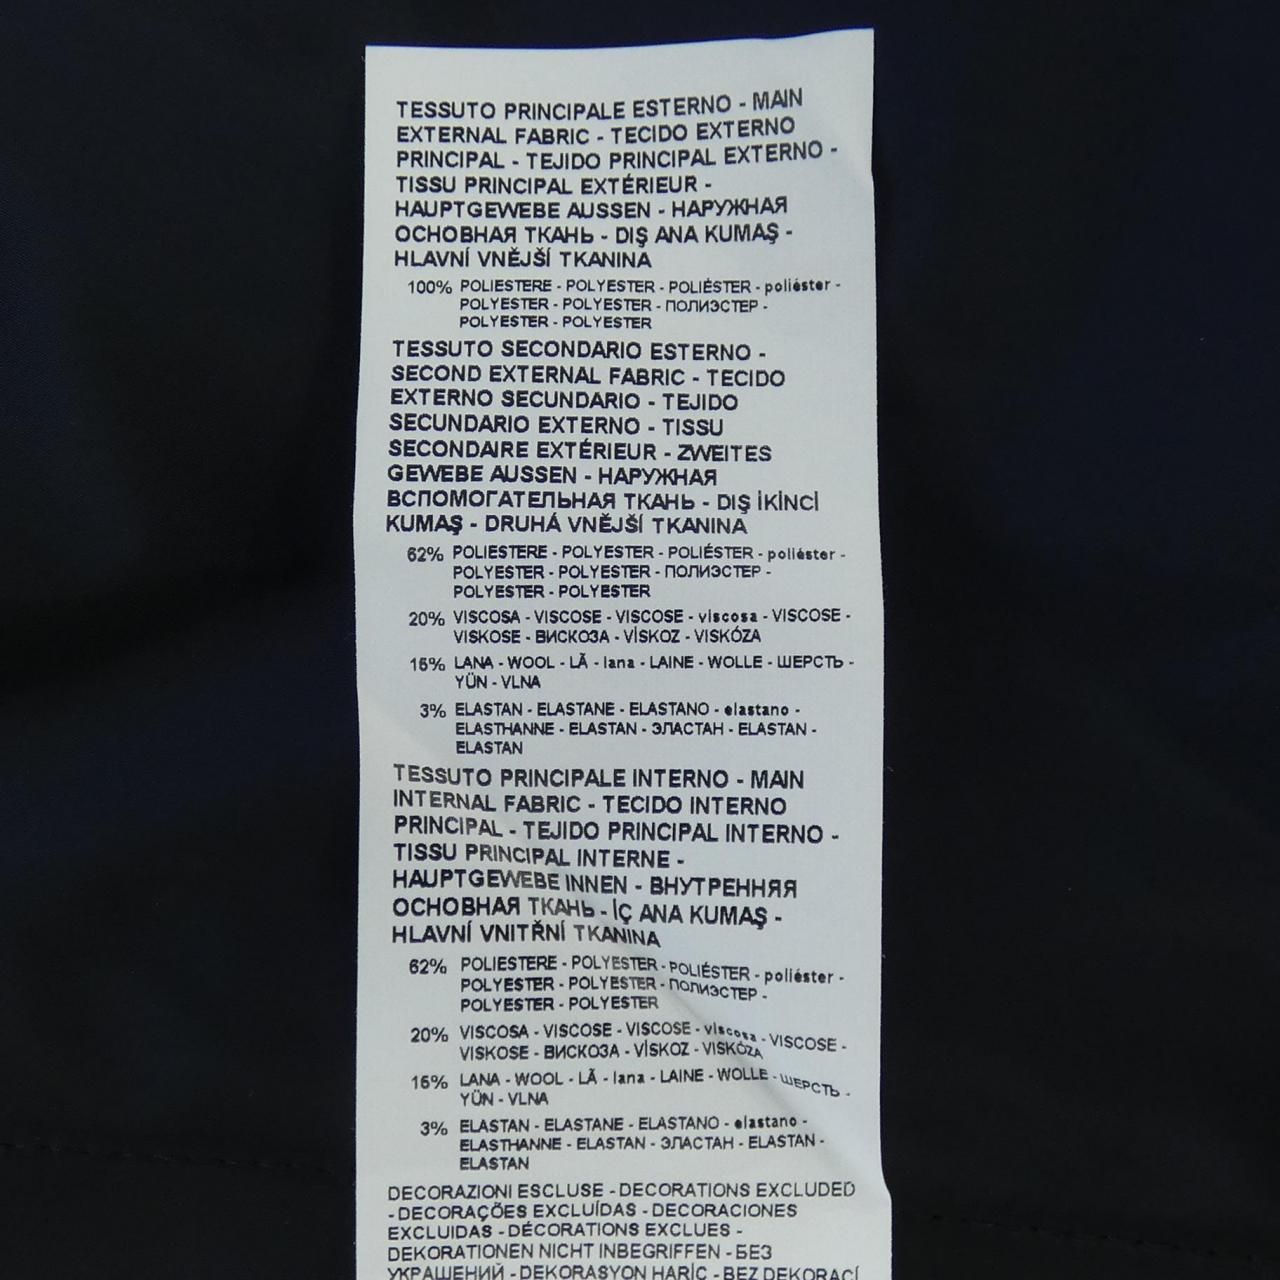 TESSUTO PRINCIPALE ESTERNO - MAIN
EXTERNAL FABRIC - TECIDO EXTERNO
PRINCIPAL - TEJIDO PRINCIPAL EXTERNO -
TISSU PRINCIPAL EXTÉRIEUR -
HAUPTGEWEBE AUSSEN - НАРУЖНАЯ
ОСНОВНАЯ ТКАНЬ - DIŞ ANA KUMAŞ -
HLAVNÍ VNĚJŠÍ TKANINA
100% POLIESTERE - POLYESTER - POLIÉSTER - poliéster -
POLYESTER - POLYESTER - ПОЛИЭСТЕР -
POLYESTER - POLYESTER
TESSUTO SECONDARIO ESTERNO -
SECOND EXTERNAL FABRIC - TECIDO
EXTERNO SECUNDARIO - TEJIDO
SECUNDARIO EXTERNO - TISSU
SECONDAIRE EXTÉRIEUR - ZWEITES
GEWEBE AUSSEN - НАРУЖНАЯ
ВСПОМОГАТЕЛЬНАЯ ТКАНЬ - DIŞ İKİNCİ
KUMAŞ - DRUHÁ VNĚJŠÍ TKANINA
62% POLIESTERE - POLYESTER - POLIÉSTER - poliéster -
POLYESTER - POLYESTER - ПОЛИЭСТЕР -
POLYESTER - POLYESTER
20% VISCOSA - VISCOSE - VISCOSE - viscosa - VISCOSE -
VISKOSE - ВИСКОЗА - VİSKOZ - VISKÓZA
15% LANA - WOOL - LÃ - lana - LAINE - WOLLE - ШЕРСТЬ -
YÜN - VLNA
3% ELASTAN - ELASTANE - ELASTANO - elastano -
ELASTHANNE - ELASTAN - ЭЛАСТАН - ELASTAN -
ELASTAN
TESSUTO PRINCIPALE INTERNO - MAIN
INTERNAL FABRIC - TECIDO INTERNO
PRINCIPAL - TEJIDO PRINCIPAL INTERNO -
TISSU PRINCIPAL INTERNE -
HAUPTGEWEBE INNEN - ВНУТРЕННЯЯ
ОСНОВНАЯ ТКАНЬ - İÇ ANA KUMAŞ -
HLAVNÍ VNITŘNÍ TKANINA
62% POLIESTERE - POLYESTER - POLIÉSTER - poliéster -
POLYESTER - POLYESTER - ПОЛИЭСТЕР -
POLYESTER - POLYESTER
20% VISCOSA - VISCOSE - VISCOSE - viscosa - VISCOSE -
VISKOSE - ВИСКОЗА - VİSKOZ - VISKÓZA
15% LANA - WOOL - LÃ - lana - LAINE - WOLLE - ШЕРСТЬ -
YÜN - VLNA
3% ELASTAN - ELASTANE - ELASTANO - elastano -
ELASTHANNE - ELASTAN - ЭЛАСТАН - ELASTAN -
ELASTAN
DECORAZIONI ESCLUSE - DECORATIONS EXCLUDED
- DECORAÇÕES EXCLUÍDAS - DECORACIONES
EXCLUIDAS - DÉCORATIONS EXCLUES -
DEKORATIONEN NICHT INBEGRIFFEN - БЕЗ
УКРАШЕНИЙ - DEKORASYON HARİÇ - BEZ DEKORACÍ